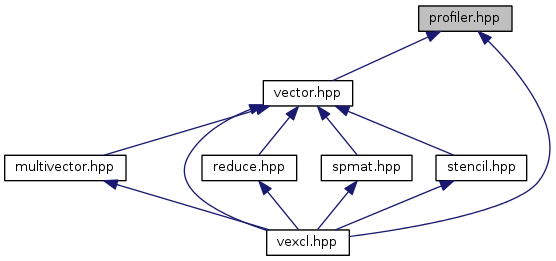 profiler.hpp
vector.hpp
multivector.hpp
reduce.hpp
spmat.hpp
stencil.hpp
vexcl.hpp